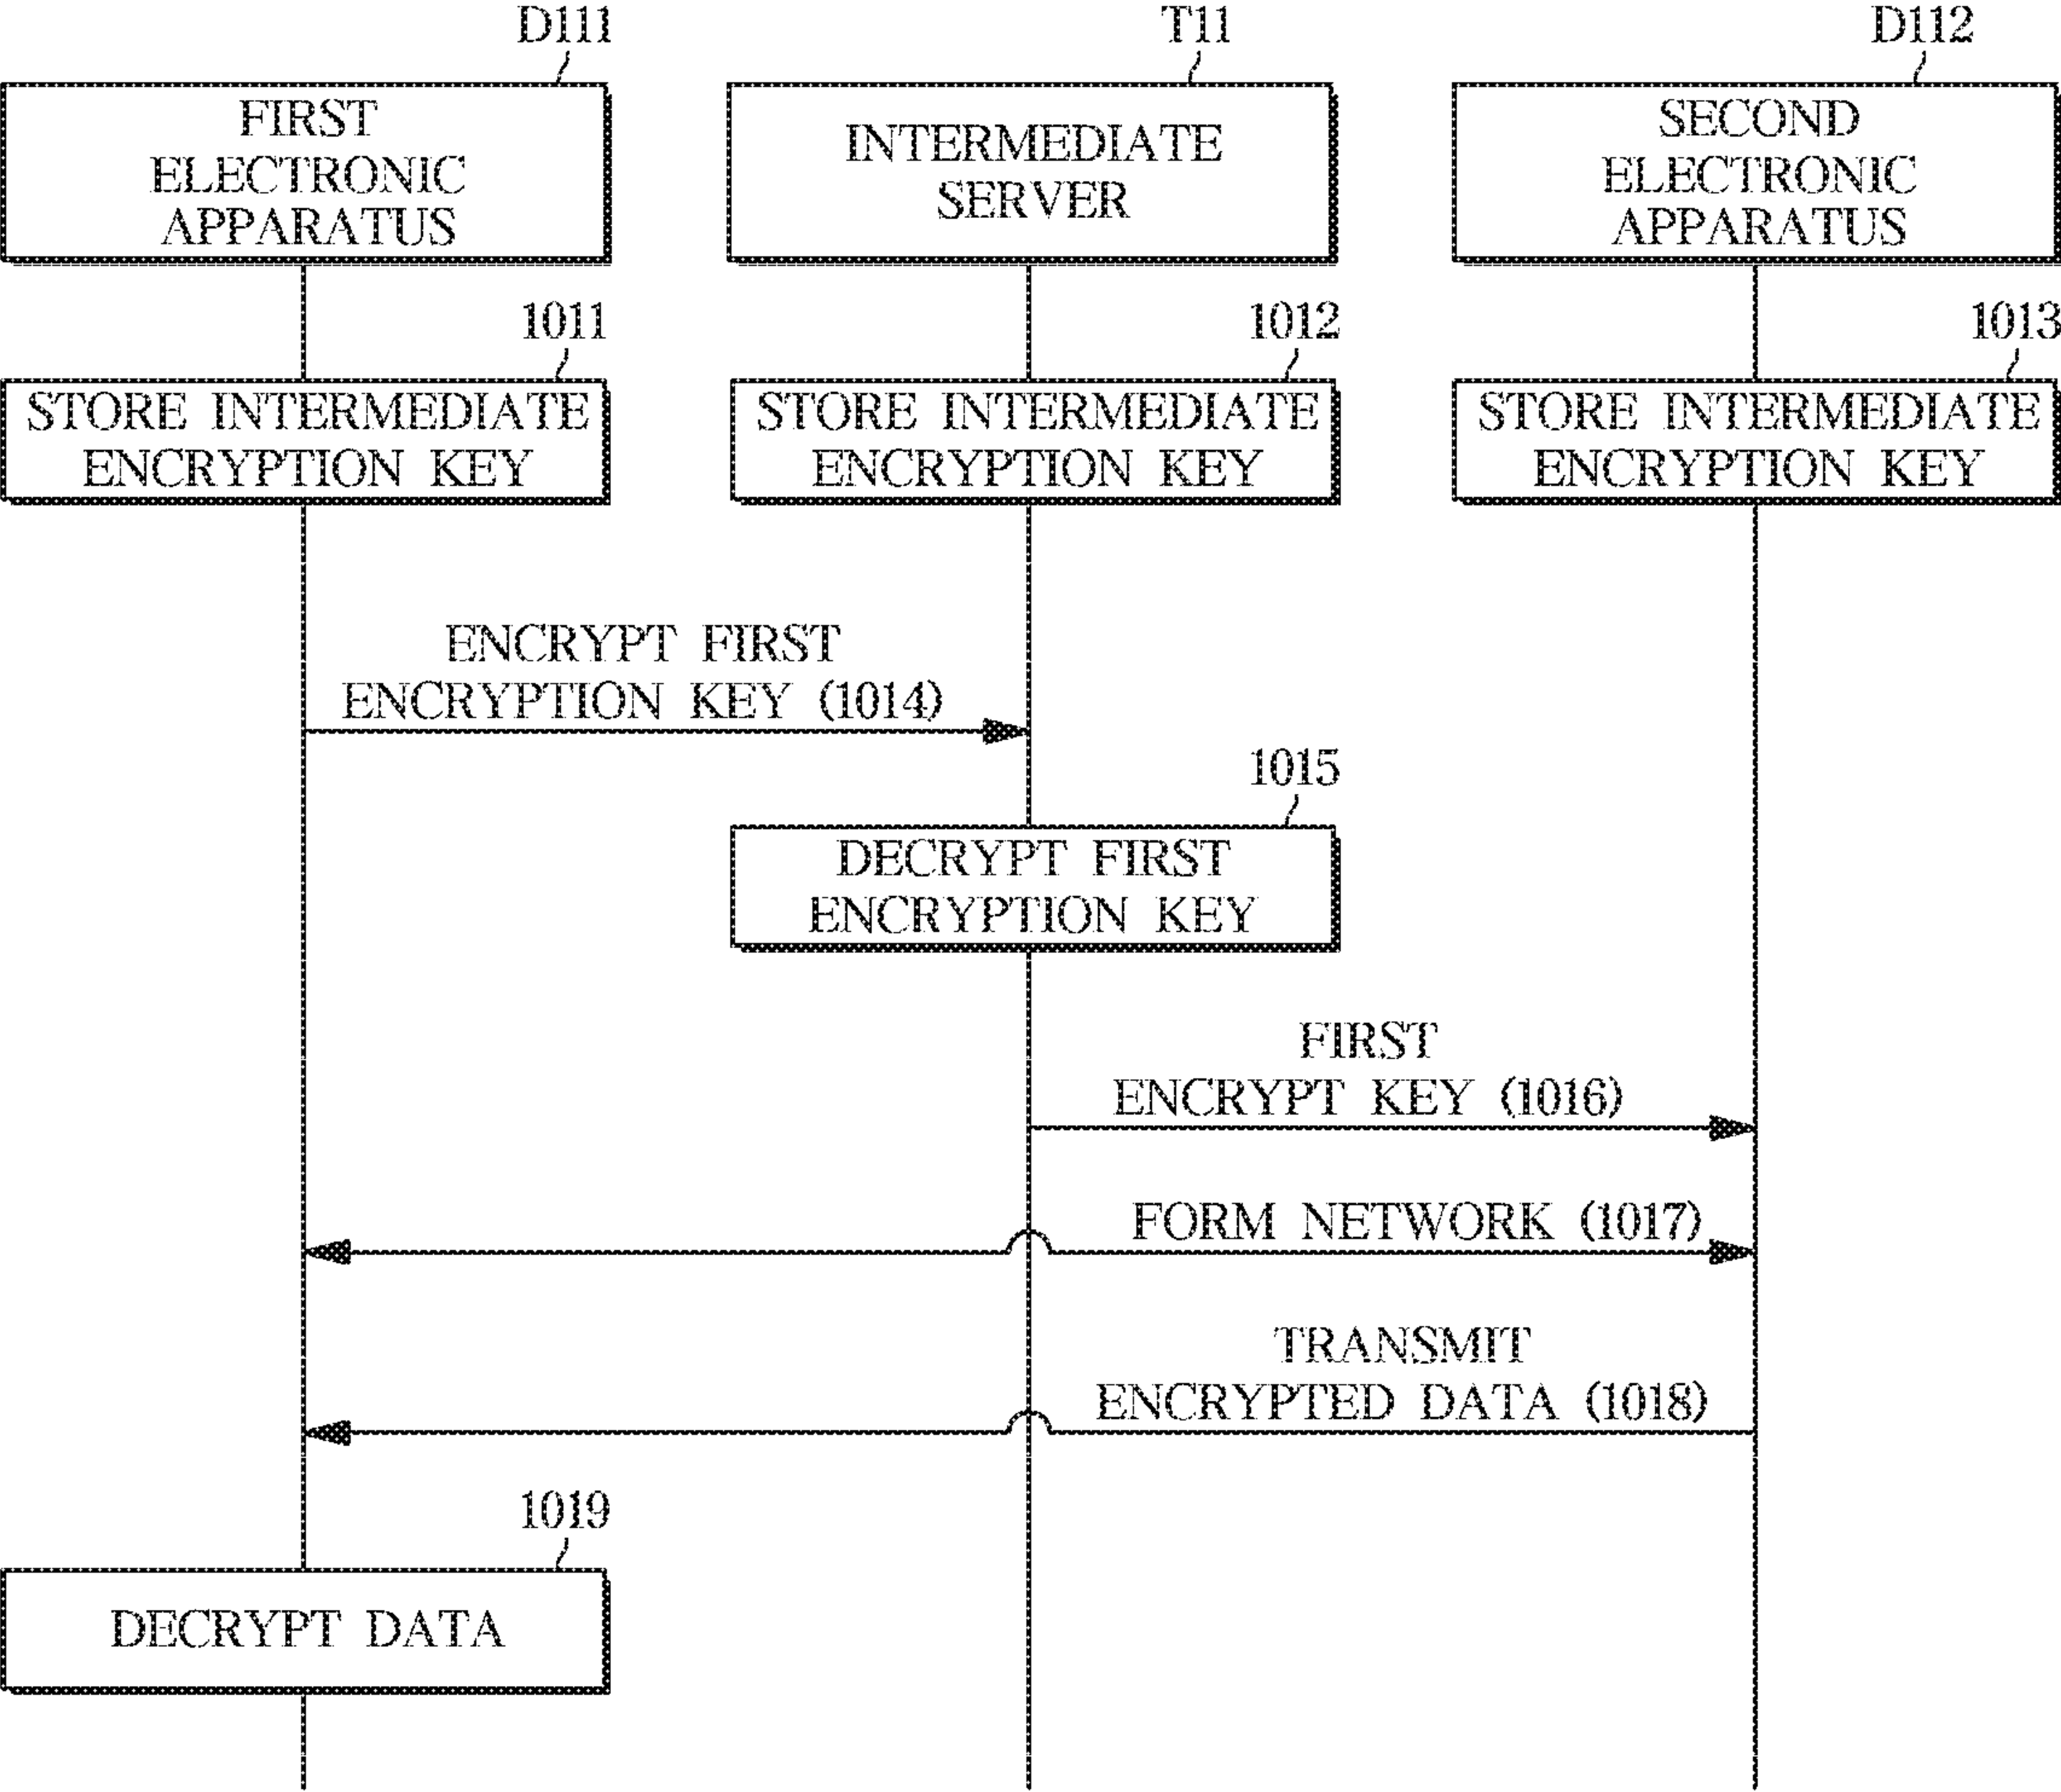 D111
T11
D112
FIRST
ELECTRONIC
APPARATUS
INTERMEDIATE
SERVER
SECOND
ELECTRONIC
APPARATUS
1011
1012
1013
STORE INTERMEDIATE
ENCRYPTION KEY
STORE INTERMEDIATE
ENCRYPTION KEY
STORE INTERMEDIATE
ENCRYPTION KEY
ENCRYPT FIRST
ENCRYPTION KEY (1014)
1015
DECRYPT FIRST
ENCRYPTION KEY
FIRST
ENCRYPT KEY (1016)
FORM NETWORK (1017)
TRANSMIT
ENCRYPTED DATA (1018)
1019
DECRYPT DATA